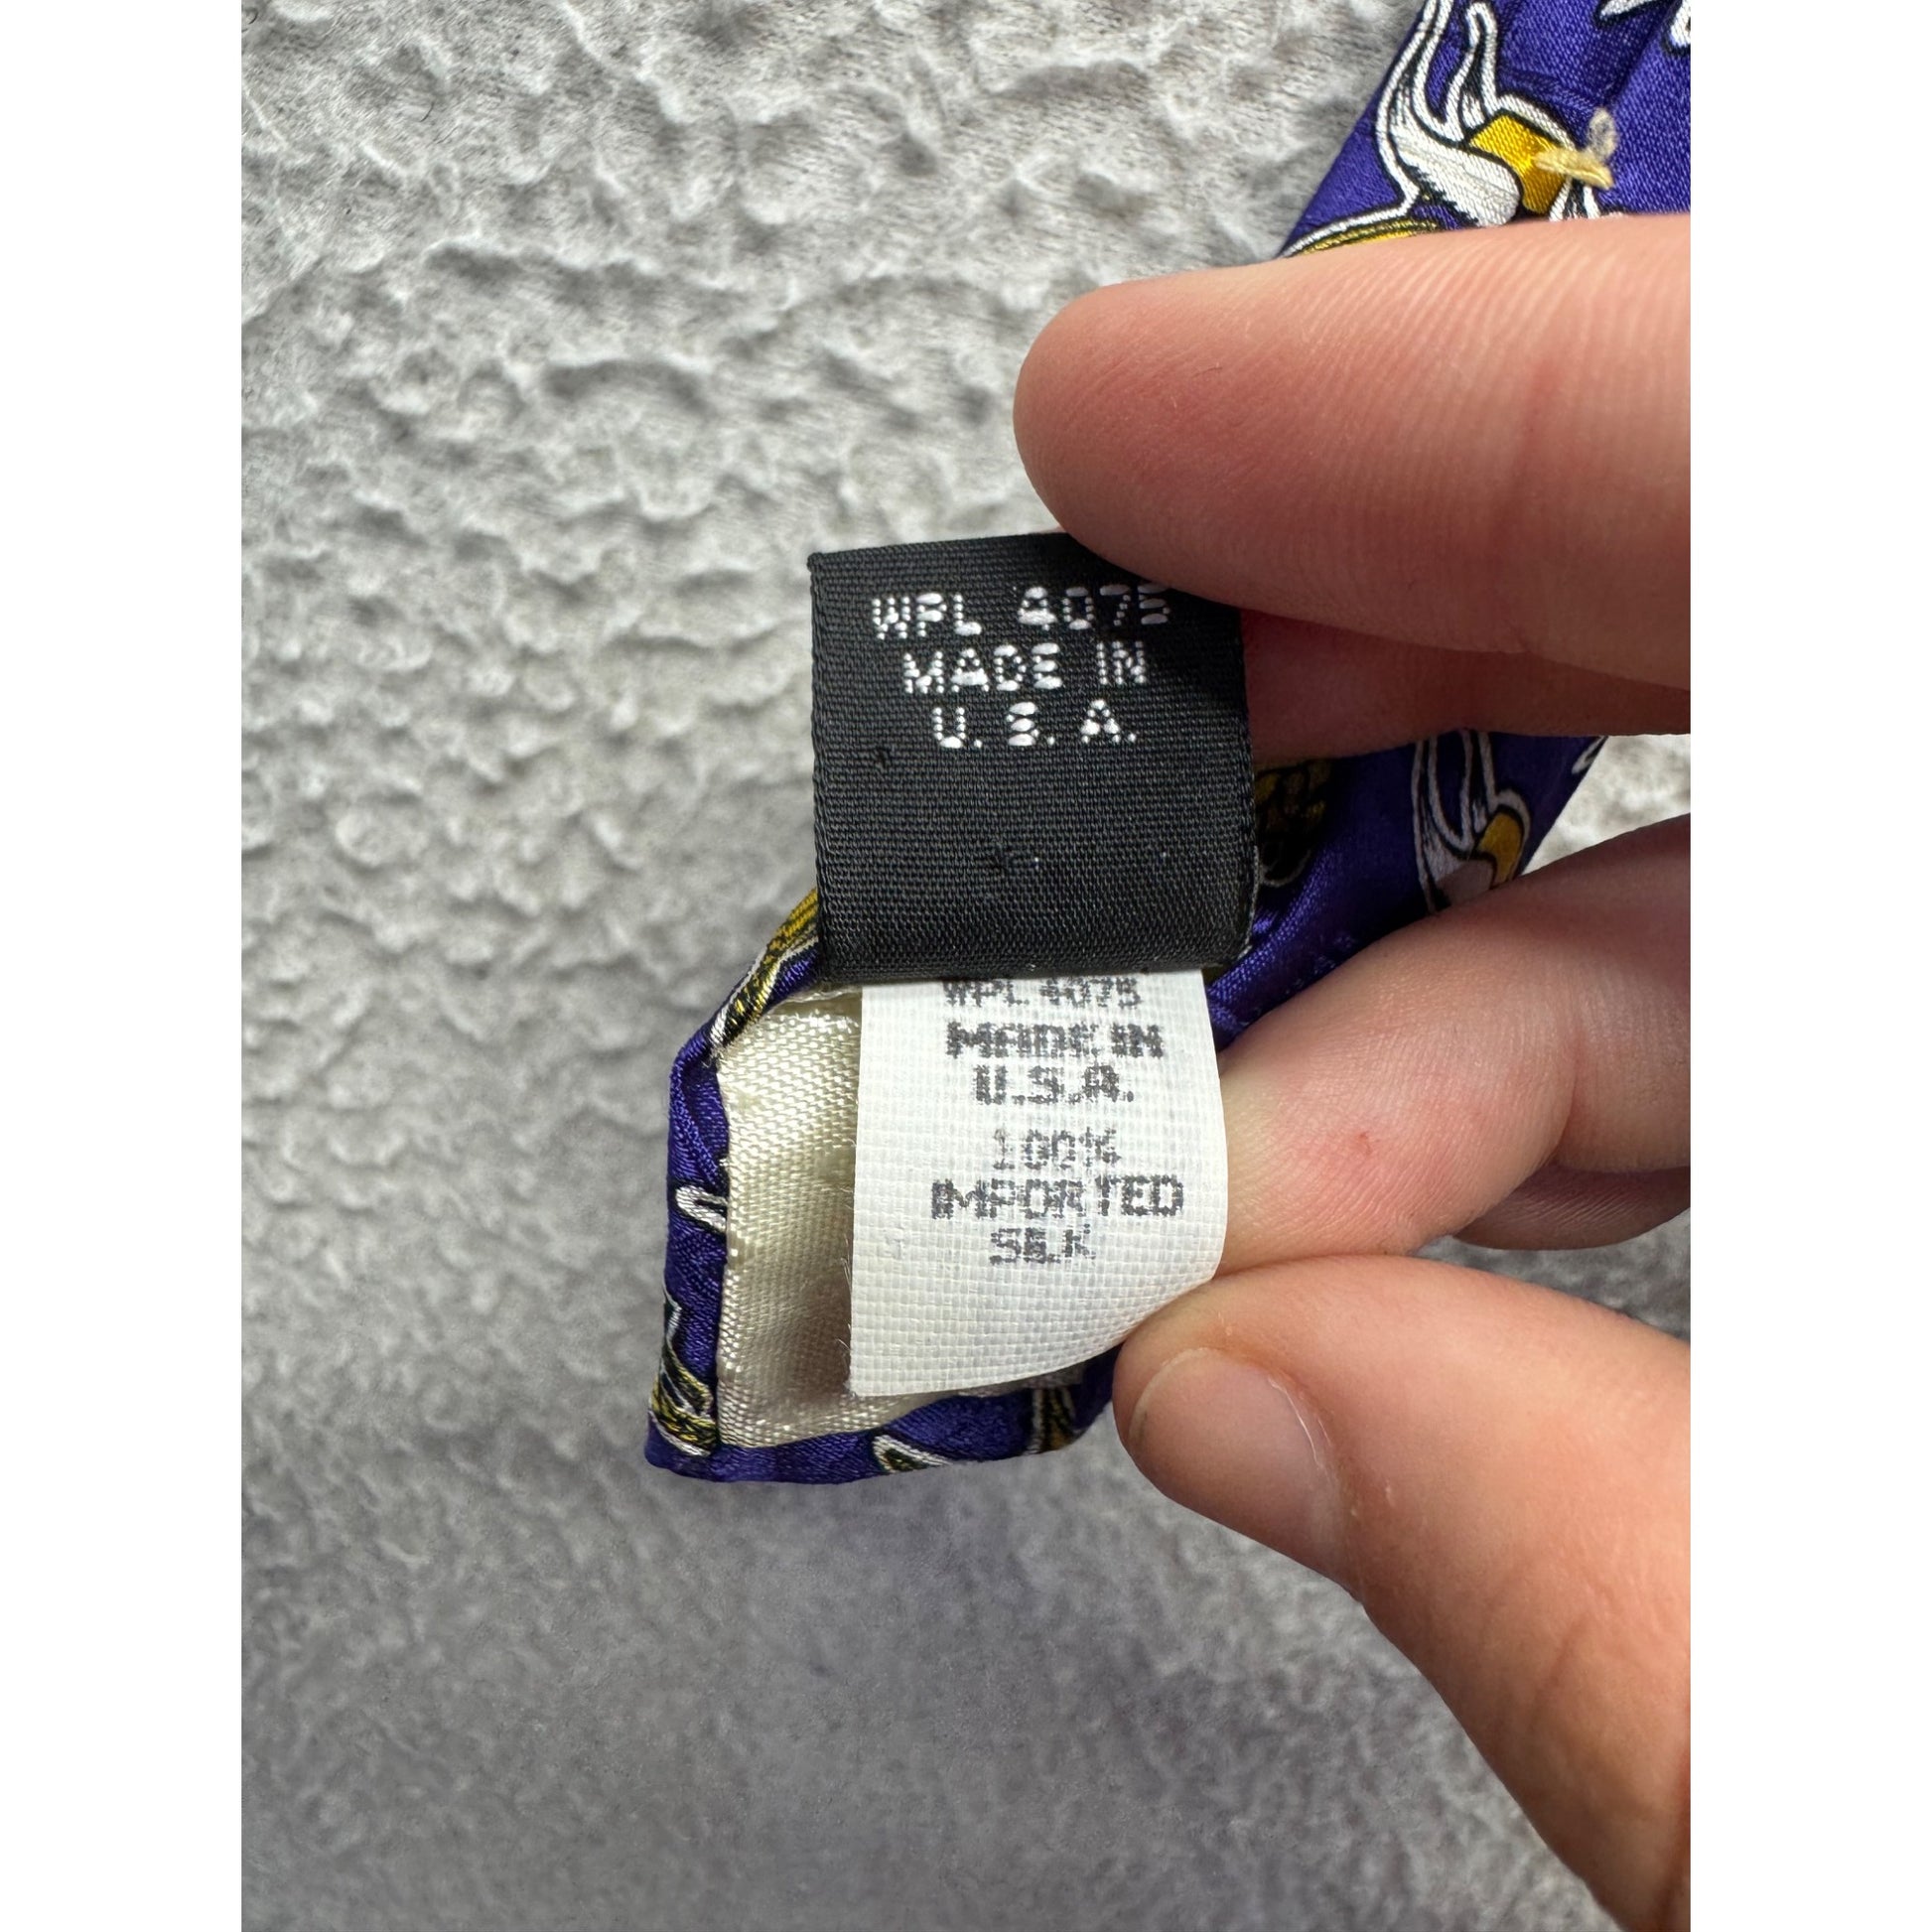 WPL 4075
MADE IN
U.S.A.
WPL 4075
MADE IN
U.S.A.
100%
IMPORTED
SILK